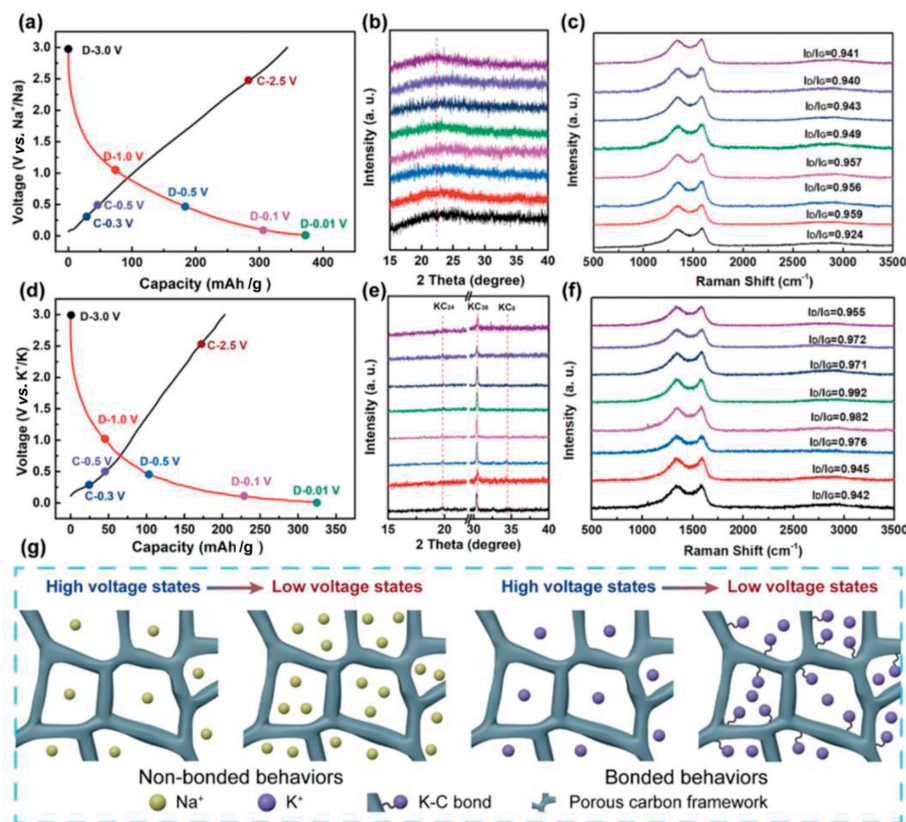 (a)
Voltage (V vs. Na⁺/Na)
3.0
2.5
2.0
1.5
1.0
0.5
0.0
D-3.0 V
C-2.5 V
D-1.0 V
C-0.5 V
D-0.5 V
C-0.3 V
D-0.1 V
D-0.01 V
0 100 200 300 400
Capacity (mAh /g )
(b)
Intensity (a. u.)
15 20 25 30 35 40
2 Theta (degree)
(c)
Intensity (a. u.)
ID/IG=0.941
ID/IG=0.940
ID/IG=0.943
ID/IG=0.949
ID/IG=0.957
ID/IG=0.956
ID/IG=0.959
ID/IG=0.924
500 1000 1500 2000 2500 3000 3500
Raman Shift (cm⁻¹)
(d)
Voltage (V vs. K⁺/K)
3.0
2.5
2.0
1.5
1.0
0.5
0.0
D-3.0 V
C-2.5 V
D-1.0 V
C-0.5 V
D-0.5 V
C-0.3 V
D-0.1 V
D-0.01 V
0 50 100 150 200 250 300 350
Capacity (mAh /g )
(e)
Intensity (a. u.)
KC24 KC36 KC8
15 20 30 35 40
2 Theta (degree)
(f)
Intensity (a. u.)
ID/IG=0.955
ID/IG=0.972
ID/IG=0.971
ID/IG=0.992
ID/IG=0.982
ID/IG=0.976
ID/IG=0.945
ID/IG=0.942
500 1000 1500 2000 2500 3000 3500
Raman Shift (cm⁻¹)
(g)
High voltage states Low voltage states High voltage states Low voltage states
Non-bonded behaviors Bonded behaviors
Na⁺ K⁺ K-C bond Porous carbon framework